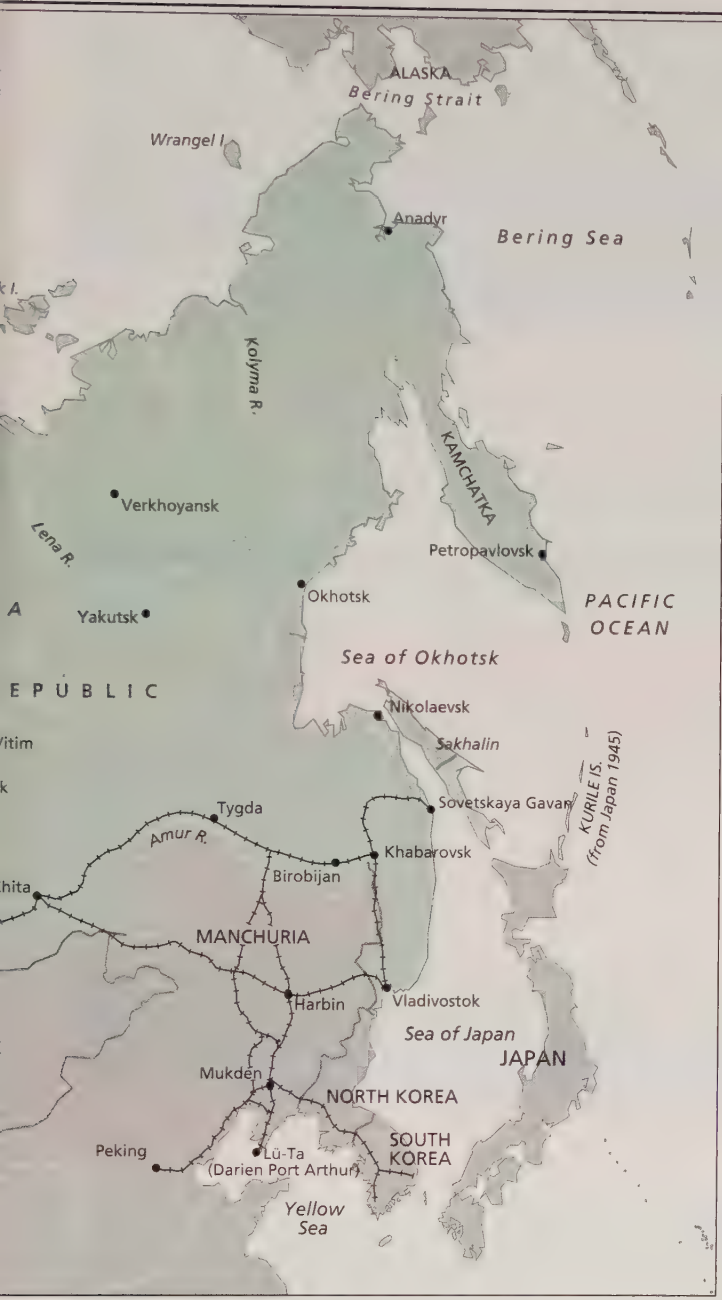 ALASKA
Bering Strait
Wrangel I.
Anadyr
Bering Sea
k I.
Kolyma R.
KAMCHATKA
Verkhoyansk
Lena R.
Petropavlovsk
Okhotsk
PACIFIC
OCEAN
A
Yakutsk
Sea of Okhotsk
EPUBLIC
Nikolaevsk
Vitim
Sakhalin
k
KURILE IS.
(from Japan 1945)
Sovetskaya Gavan
Tygda
Amur R.
Khabarovsk
Birobijan
Chita
MANCHURIA
Harbin
Vladivostok
Sea of Japan
JAPAN
Mukden
NORTH KOREA
SOUTH
KOREA
Peking
Lü-Ta
(Darien Port Arthur)
Yellow
Sea